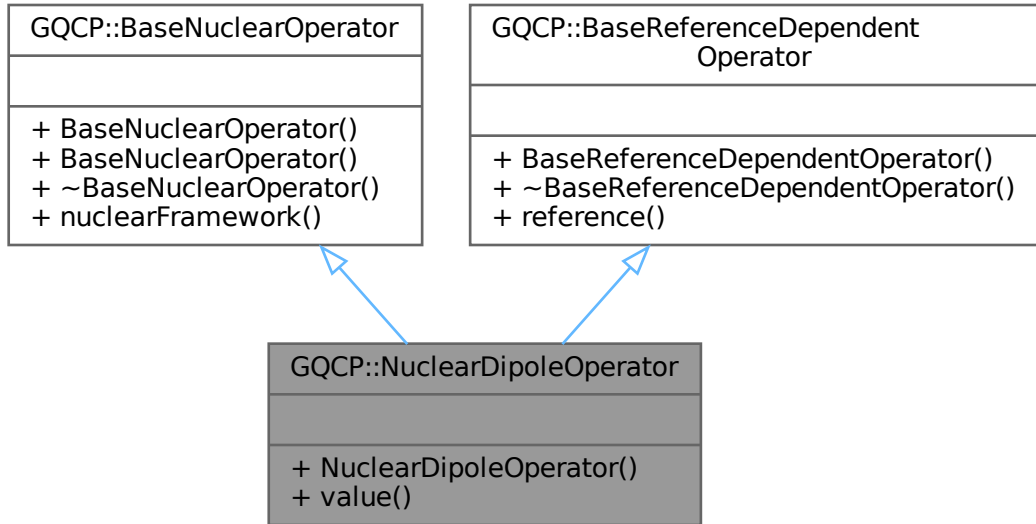 GQCP::BaseNuclearOperator
+ BaseNuclearOperator()
+ BaseNuclearOperator()
+ ~BaseNuclearOperator()
+ nuclearFramework()
GQCP::BaseReferenceDependent
Operator
+ BaseReferenceDependentOperator()
+ ~BaseReferenceDependentOperator()
+ reference()
GQCP::NuclearDipoleOperator
+ NuclearDipoleOperator()
+ value()